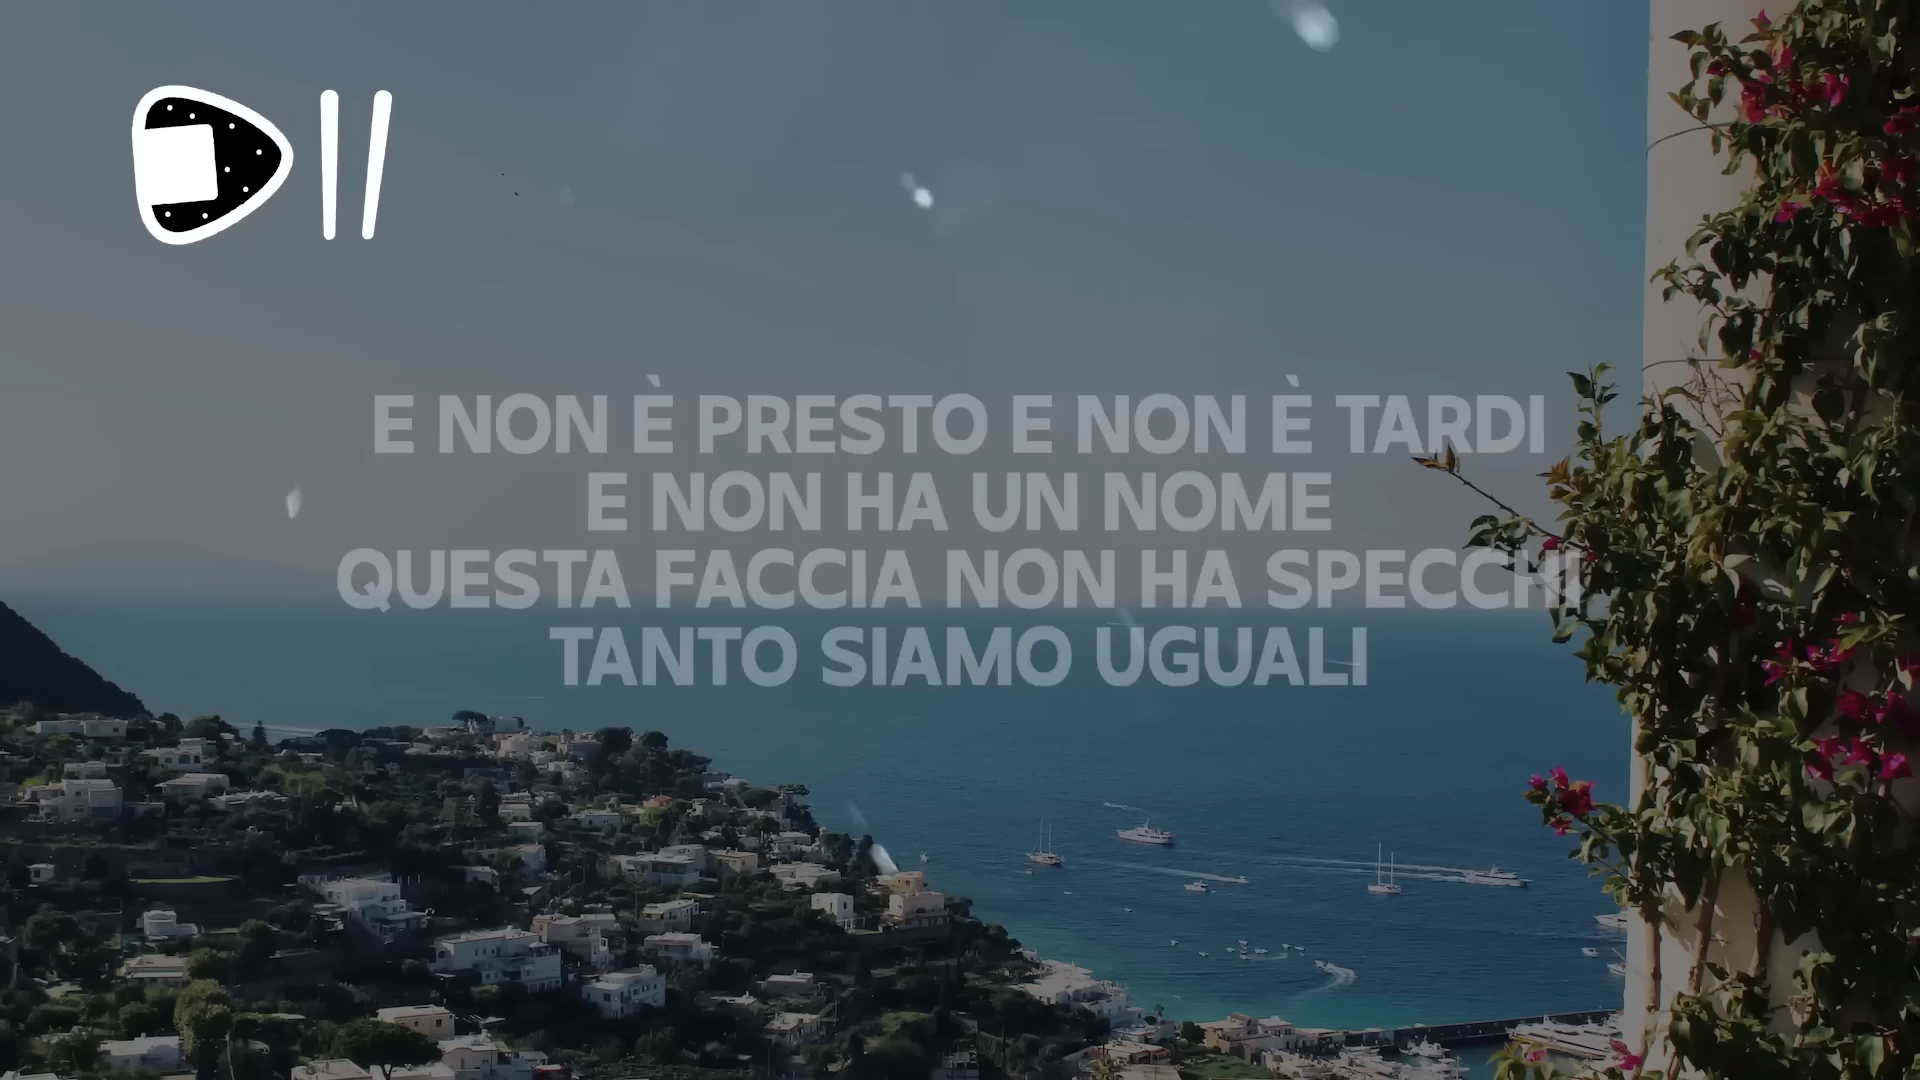 E NON È PRESTO E NON È TARDI
E NON HA UN NOME
QUESTA FACCIA NON HA SPECCHI
TANTO SIAMO UGUALI